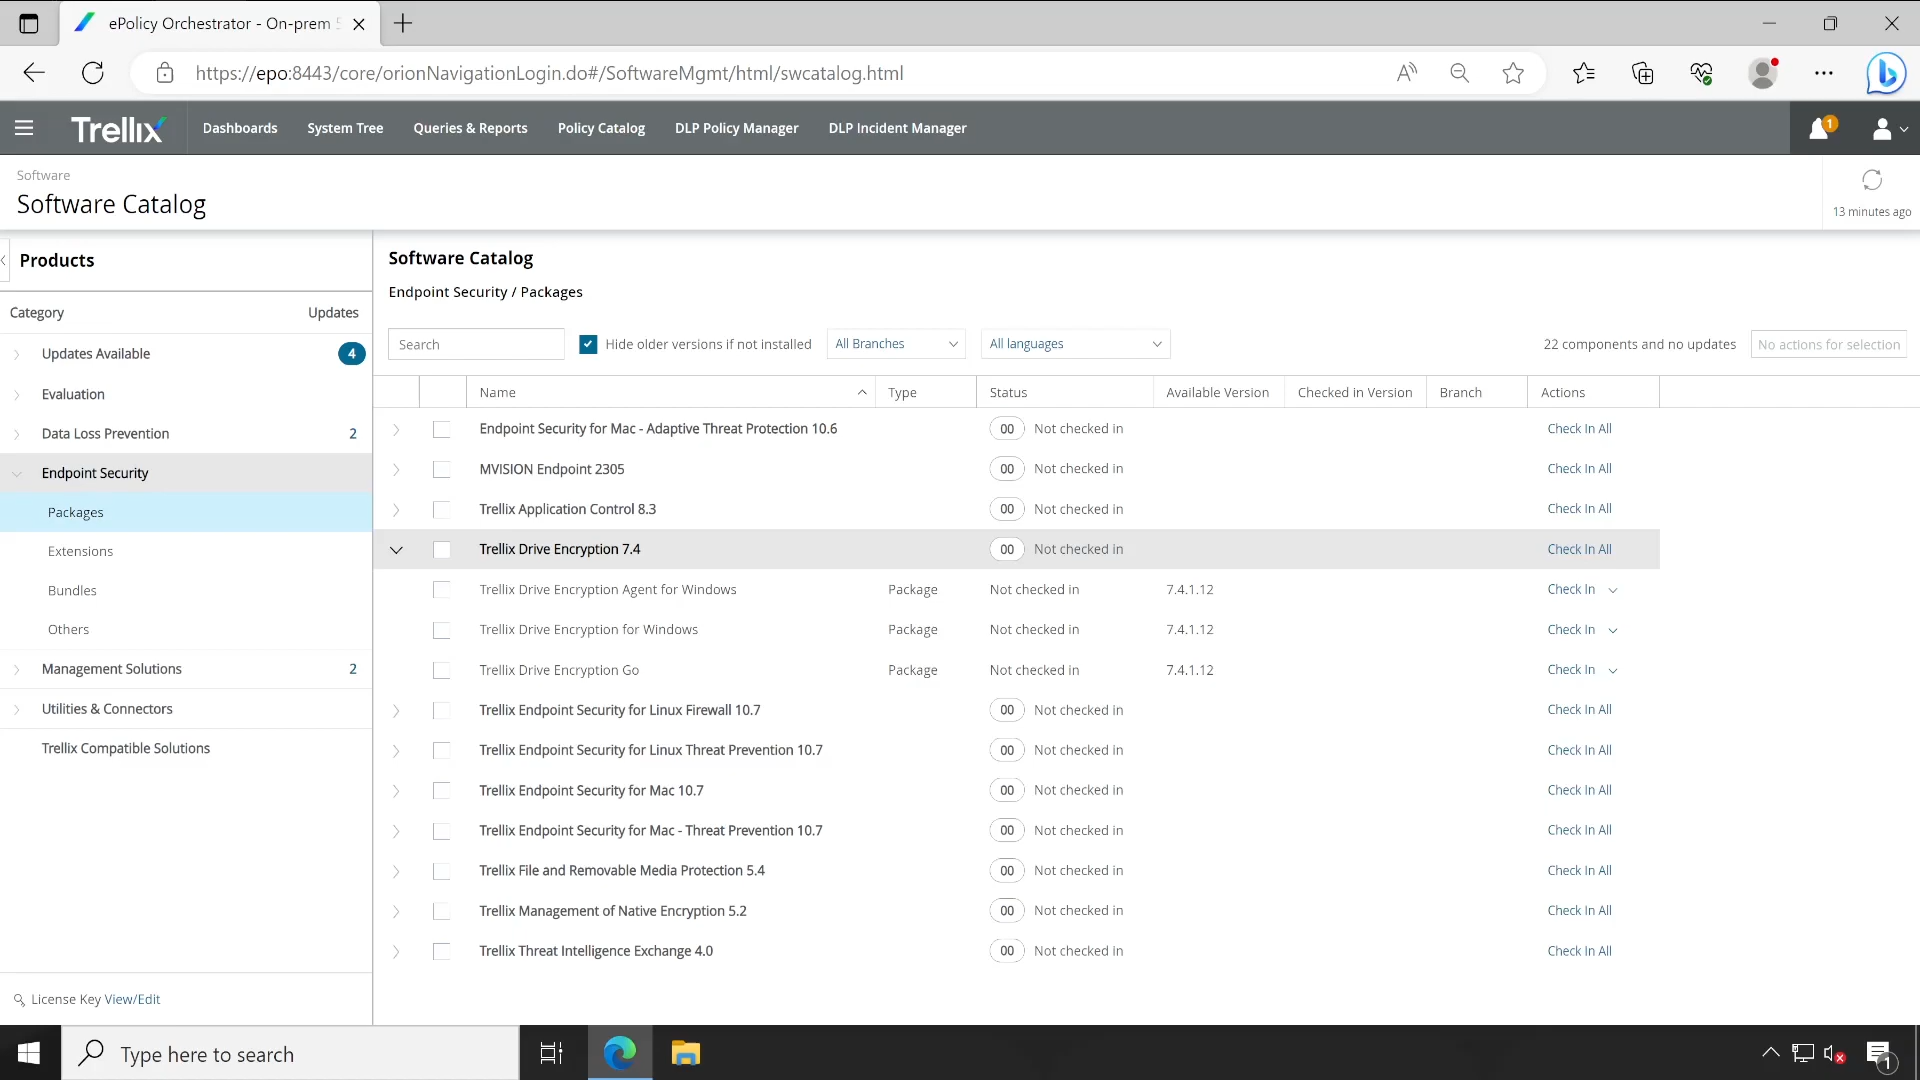 ePolicy Orchestrator - On-prem
https://epo:8443/core/orionNavigationLogin.do#/SoftwareMgmt/html/swcatalog.html
Trellix
Dashboards
System Tree
Queries & Reports
Policy Catalog
DLP Policy Manager
DLP Incident Manager
1
Software
Software Catalog
13 minutes ago
Products
Category Updates
Updates Available 4
Evaluation
Data Loss Prevention 2
Endpoint Security
Packages
Extensions
Bundles
Others
Management Solutions 2
Utilities & Connectors
Trellix Compatible Solutions
License Key View/Edit
Software Catalog
Endpoint Security / Packages
Search
Hide older versions if not installed
All Branches
All languages
22 components and no updates
No actions for selection
Name Type Status Available Version Checked in Version Branch Actions
Endpoint Security for Mac - Adaptive Threat Protection 10.6 00 Not checked in Check In All
MVISION Endpoint 2305 00 Not checked in Check In All
Trellix Application Control 8.3 00 Not checked in Check In All
Trellix Drive Encryption 7.4 00 Not checked in Check In All
Trellix Drive Encryption Agent for Windows Package Not checked in 7.4.1.12 Check In
Trellix Drive Encryption for Windows Package Not checked in 7.4.1.12 Check In
Trellix Drive Encryption Go Package Not checked in 7.4.1.12 Check In
Trellix Endpoint Security for Linux Firewall 10.7 00 Not checked in Check In All
Trellix Endpoint Security for Linux Threat Prevention 10.7 00 Not checked in Check In All
Trellix Endpoint Security for Mac 10.7 00 Not checked in Check In All
Trellix Endpoint Security for Mac - Threat Prevention 10.7 00 Not checked in Check In All
Trellix File and Removable Media Protection 5.4 00 Not checked in Check In All
Trellix Management of Native Encryption 5.2 00 Not checked in Check In All
Trellix Threat Intelligence Exchange 4.0 00 Not checked in Check In All
Type here to search
1